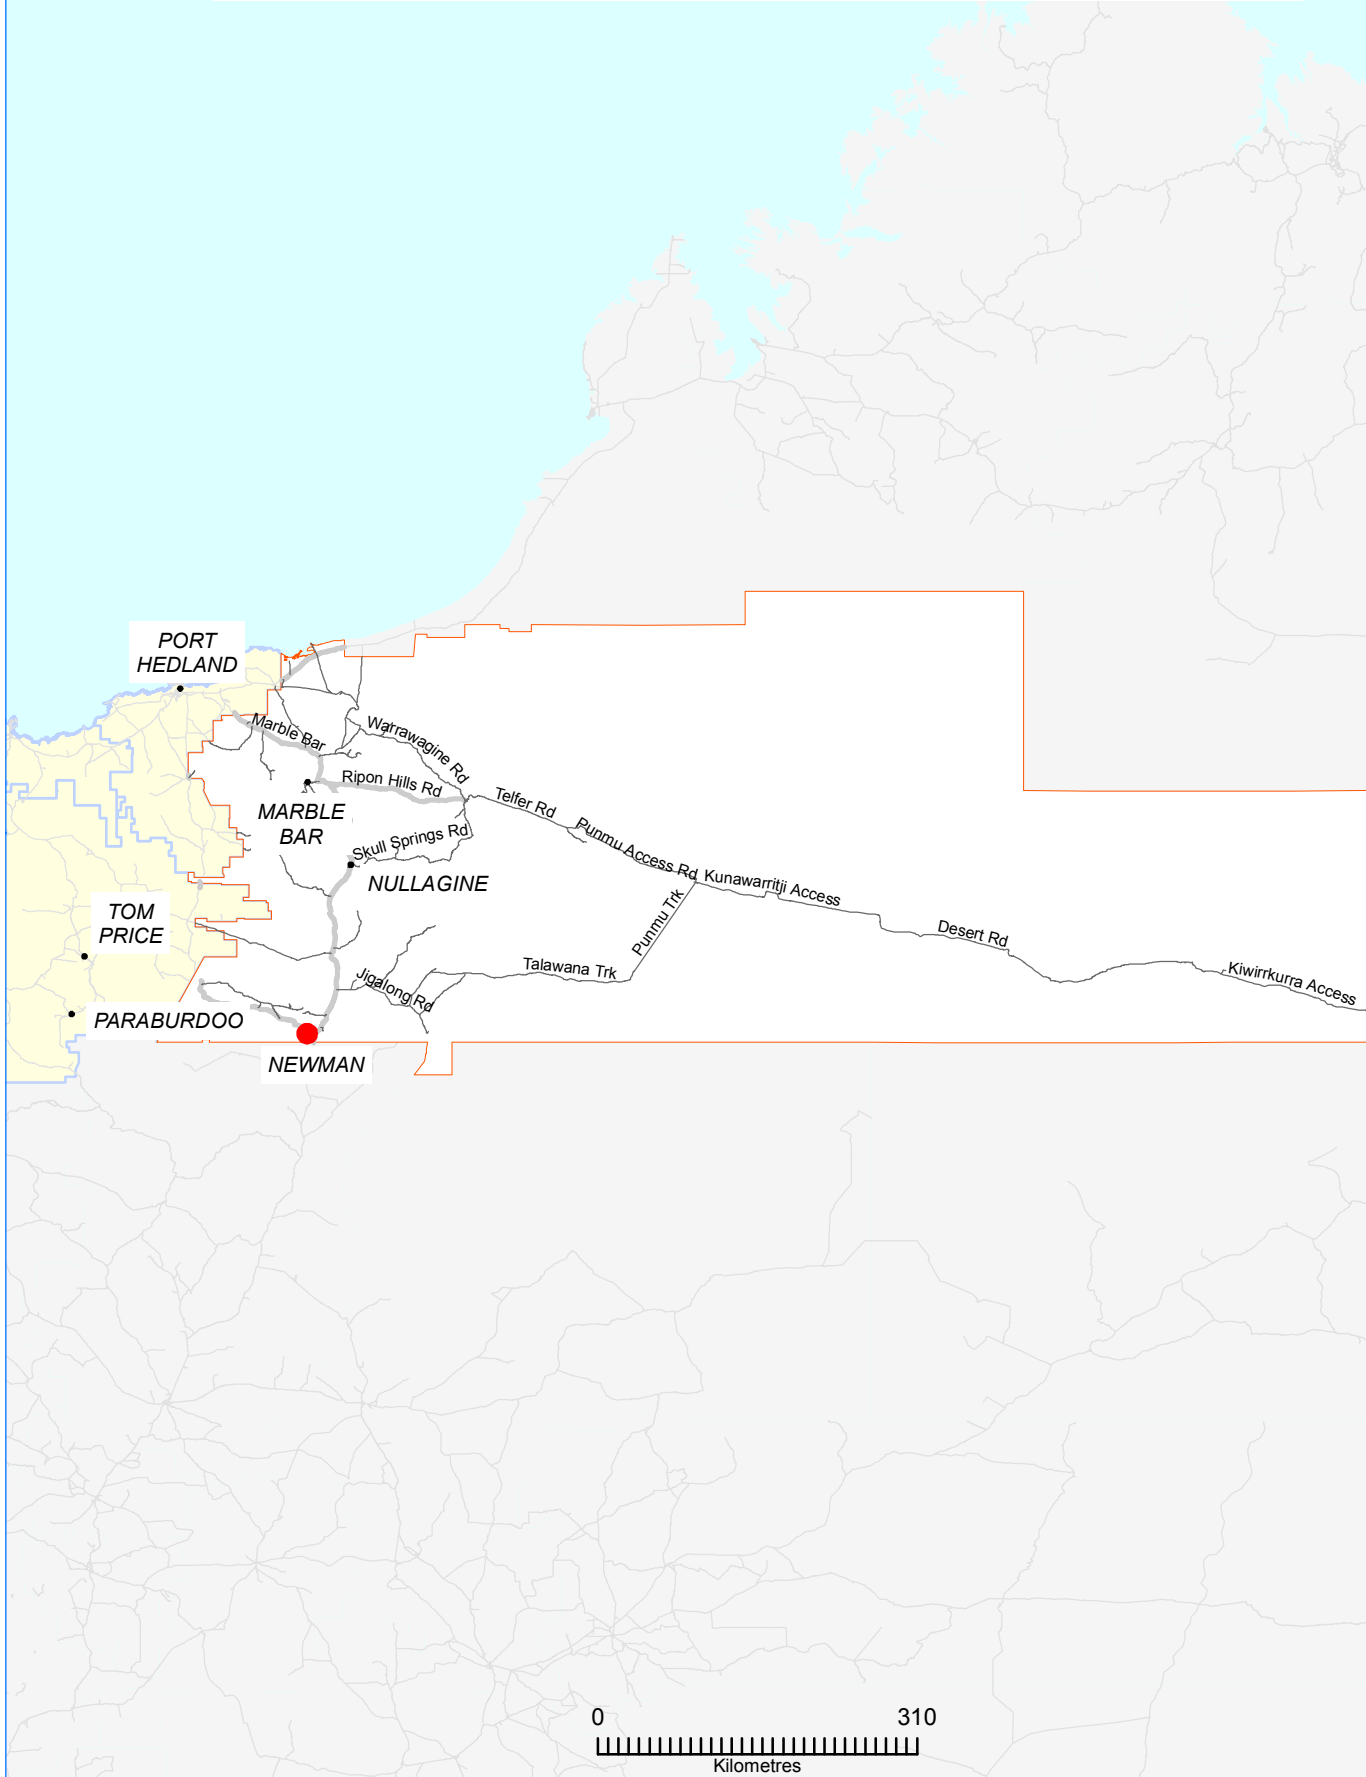 PORT
HEDLAND
Marble Bar
Warrawagine Rd
Ripon Hills Rd
MARBLE
BAR
Telfer Rd
Skull Springs Rd
Punmu Access Rd
Kunawarritji Access
NULLAGINE
TOM
PRICE
Punmu Trk
Desert Rd
Talawana Trk
Jigalong Rd
Kiwirrkurra Access
PARABURDOO
NEWMAN
0 310
Kilometres